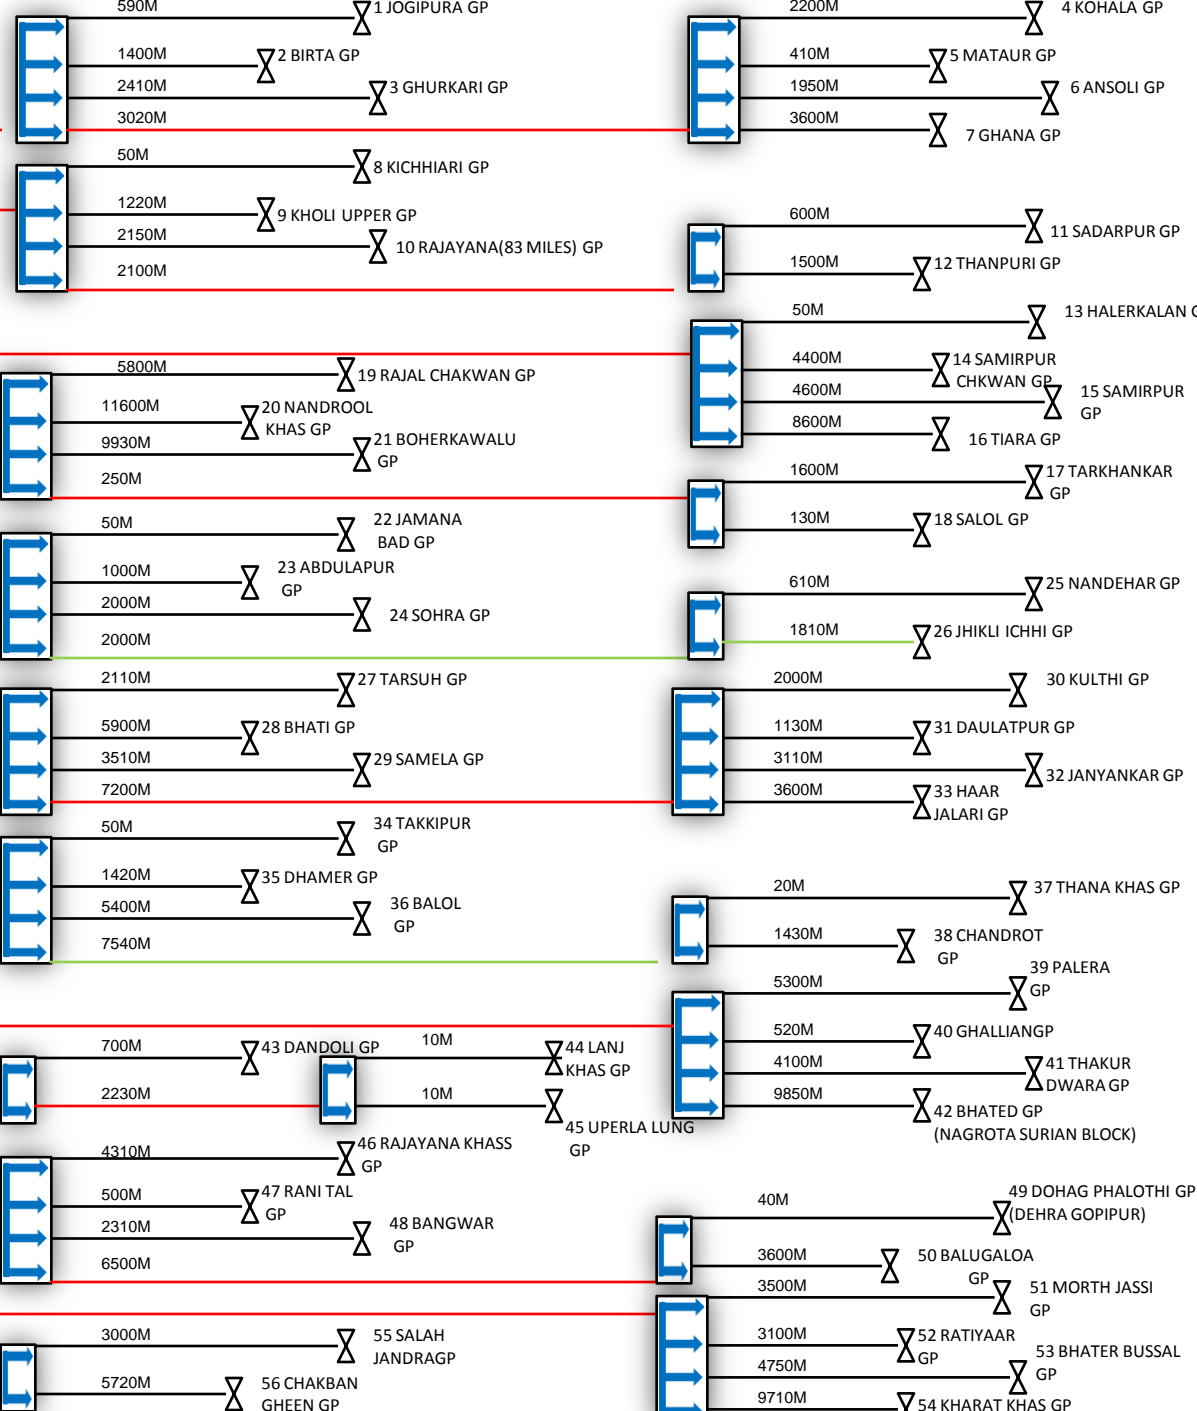 590M
1 JOGIPURA GP
1400M
2 BIRTA GP
2410M
3 GHURKARI GP
3020M
2200M
4 KOHALA GP
410M
5 MATAUR GP
1950M
6 ANSOLI GP
3600M
7 GHANA GP
50M
8 KICHHIARI GP
1220M
9 KHOLI UPPER GP
2150M
10 RAJAYANA(83 MILES) GP
2100M
600M
11 SADARPUR GP
1500M
12 THANPURI GP
50M
13 HALERKALAN G
4400M
14 SAMIRPUR
CHKWAN GP
4600M
15 SAMIRPUR
GP
8600M
16 TIARA GP
5800M
19 RAJAL CHAKWAN GP
11600M
20 NANDROOL
KHAS GP
9930M
21 BOHERKAWALU
GP
250M
1600M
17 TARKHANKAR
GP
130M
18 SALOL GP
50M
22 JAMANA
BAD GP
1000M
23 ABDULAPUR
GP
2000M
24 SOHRA GP
2000M
610M
25 NANDEHAR GP
1810M
26 JHIKLI ICHHI GP
2110M
27 TARSUH GP
5900M
28 BHATI GP
3510M
29 SAMELA GP
7200M
2000M
30 KULTHI GP
1130M
31 DAULATPUR GP
3110M
32 JANYANKAR GP
3600M
33 HAAR
JALARI GP
50M
34 TAKKIPUR
GP
1420M
35 DHAMER GP
5400M
36 BALOL
GP
7540M
20M
37 THANA KHAS GP
1430M
38 CHANDROT
GP
5300M
39 PALERA
GP
520M
40 GHALLIANGP
4100M
41 THAKUR
DWARA GP
9850M
42 BHATED GP
(NAGROTA SURIAN BLOCK)
700M
43 DANDOLI GP
2230M
10M
44 LANJ
KHAS GP
10M
45 UPERLA LUNG
GP
4310M
46 RAJAYANA KHASS
GP
500M
47 RANI TAL
GP
2310M
48 BANGWAR
GP
6500M
40M
49 DOHAG PHALOTHI GP
(DEHRA GOPIPUR)
3600M
50 BALUGALOA
GP
3500M
51 MORTH JASSI
GP
3100M
52 RATIYAAR
GP
4750M
53 BHATER BUSSAL
GP
9710M
54 KHARAT KHAS GP
3000M
55 SALAH
JANDRAGP
5720M
56 CHAKBAN
GHEEN GP